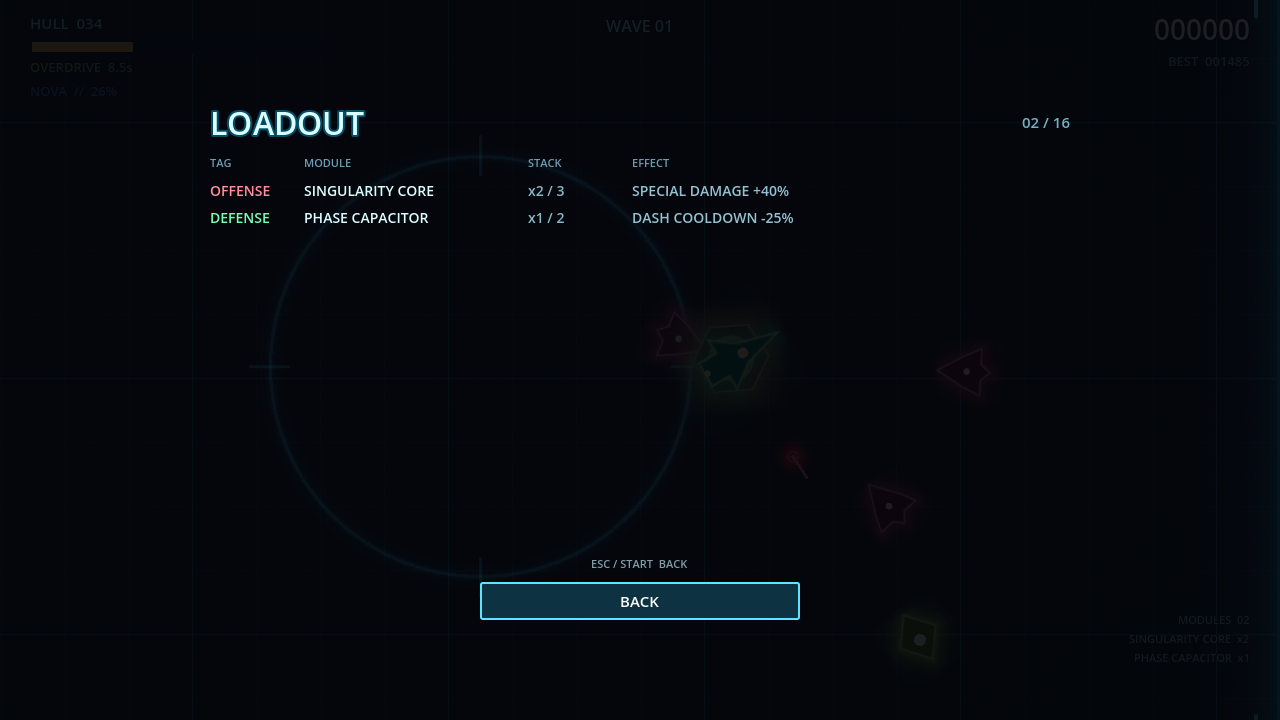 HULL 034
WAVE 01
000000
OVERDRIVE 8.5s
BEST 001485
NOVA // 26%
LOADOUT
02 / 16
TAG MODULE STACK EFFECT
OFFENSE SINGULARITY CORE x2 / 3 SPECIAL DAMAGE +40%
DEFENSE PHASE CAPACITOR x1 / 2 DASH COOLDOWN -25%
ESC / START BACK
BACK
MODULES 02
SINGULARITY CORE x2
PHASE CAPACITOR x1